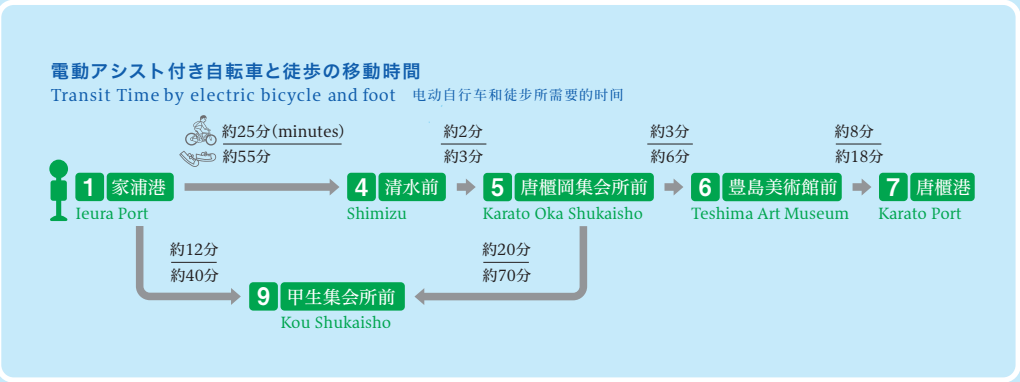 電動アシスト付き自転車と徒歩の移動時間
Transit Time by electric bicycle and foot 电动自行车和徒步所需要的时间
約25分(minutes) 約2分 約3分 約8分
約55分 約3分 約6分 約18分
1 家浦港 4 清水前 5 唐櫃岡集会所前 6 豊島美術館前 7 唐櫃港
Ieura Port Shimizu Karato Oka Shukaisho Teshima Art Museum Karato Port
約12分 約20分
約40分 約70分
9 甲生集会所前
Kou Shukaisho